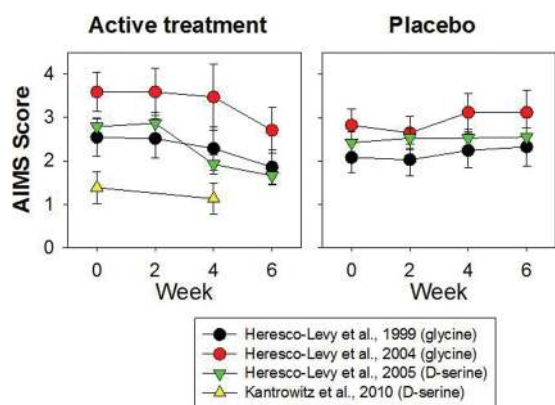 Active treatment
Placebo
AIMS Score
4
3
2
1
0
0 2 4 6
Week
0 2 4 6
Week
Heresco-Levy et al., 1999 (glycine)
Heresco-Levy et al., 2004 (glycine)
Heresco-Levy et al., 2005 (D-serine)
Kantrowitz et al., 2010 (D-serine)